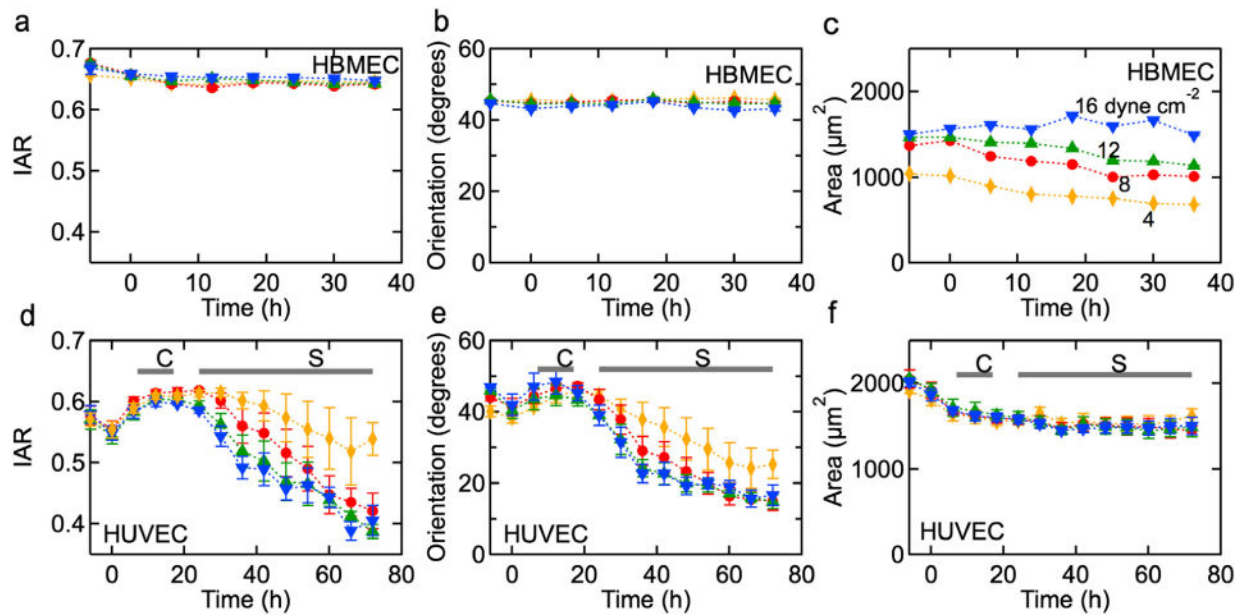 a
b
c
0.7
0.6
0.5
0.4
IAR
HBMEC
0 10 20 30 40
Time (h)
60
40
20
0
Orientation (degrees)
HBMEC
0 10 20 30 40
Time (h)
2000
1000
0
Area (µm².)
HBMEC
16 dyne cm⁻²
12
8
4
0 10 20 30 40
Time (h)
d
e
f
0.7
0.6
0.5
0.4
IAR
C S
HUVEC
0 20 40 60 80
Time (h)
60
40
20
0
Orientation (degrees)
C S
HUVEC
0 20 40 60 80
Time (h)
2000
1000
0
Area (µm².)
C S
HUVEC
0 20 40 60 80
Time (h)